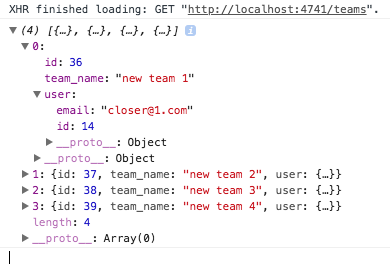 XHR finished loading: GET "http://localhost:4741/teams".
(4) [{…}, {…}, {…}, {…}] i
0:
id: 36
team_name: "new team 1"
user:
email: "closer@1.com"
id: 14
__proto__: Object
__proto__: Object
1: {id: 37, team_name: "new team 2", user: {…}}
2: {id: 38, team_name: "new team 3", user: {…}}
3: {id: 39, team_name: "new team 4", user: {…}}
length: 4
__proto__: Array(0)